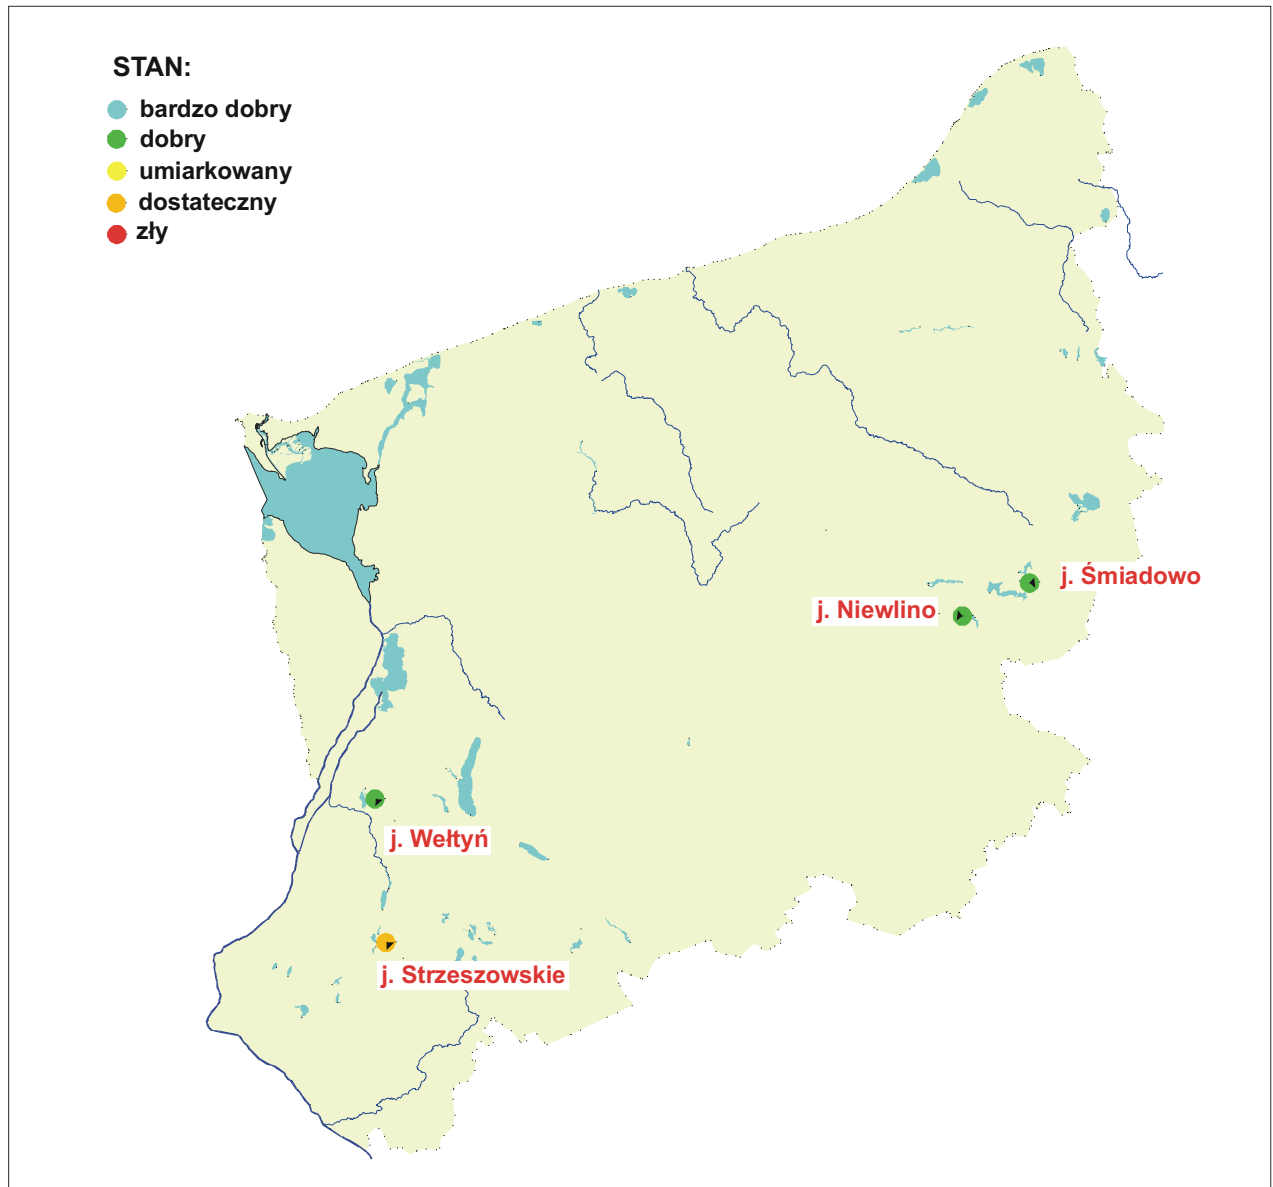 STAN:
bardzo dobry
dobry
umiarkowany
dostateczny
zły
j. Śmiadowo
j. Niewlino
j. Wełtyń
j. Strzeszowskie